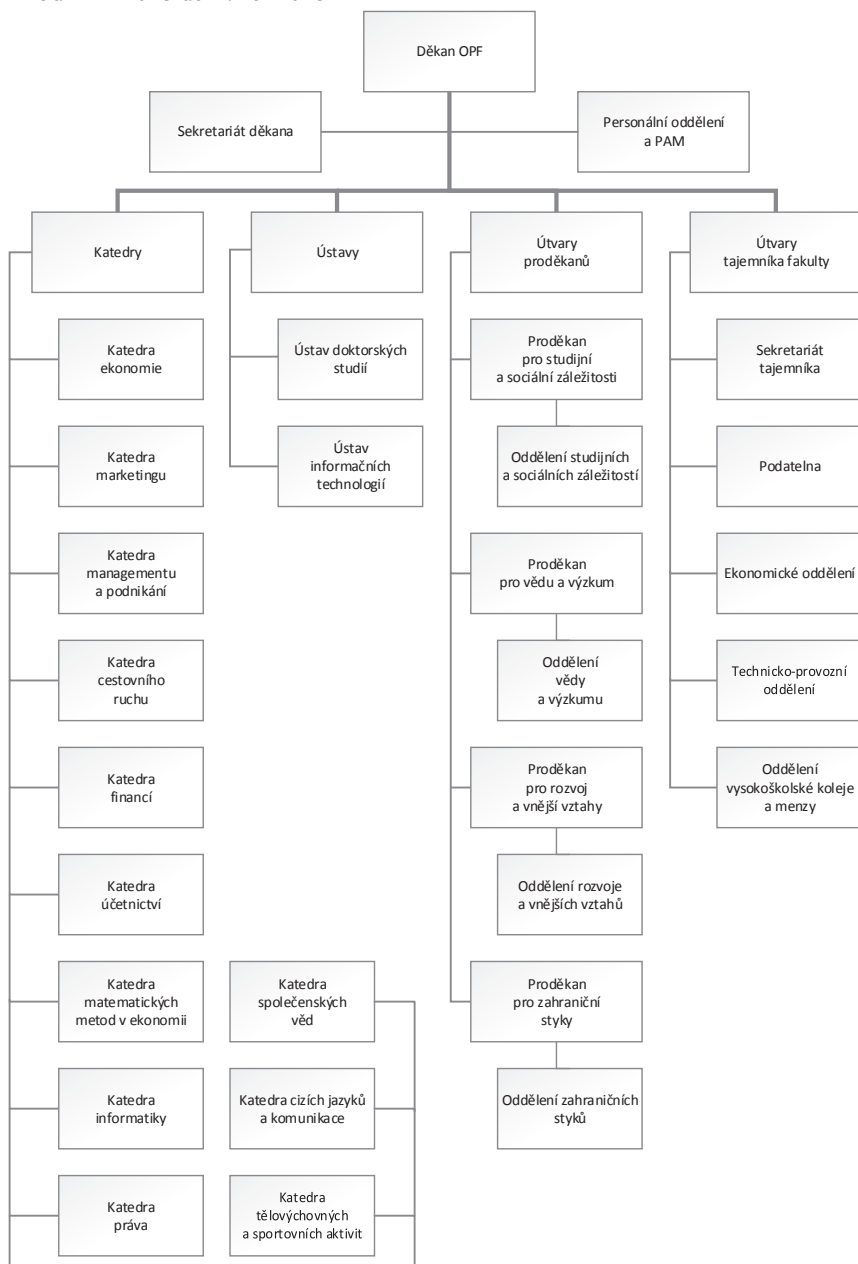 Děkan OPF
Sekretariát děkana
Personální oddělení
a PAM
Katedry
Ústavy
Útvary
proděkanů
Útvary
tajemníka fakulty
Katedra
ekonomie
Ústav doktorských
studií
Proděkan
pro studijní
a sociální záležitosti
Sekretariát
tajemníka
Katedra
marketingu
Ústav
informačních
technologií
Oddělení studijních
a sociálních záležitostí
Podatelna
Katedra
managementu
a podnikání
Proděkan
pro vědu a výzkum
Ekonomické oddělení
Katedra
cestovního
ruchu
Oddělení
vědy
a výzkumu
Technicko-provozní
oddělení
Katedra
financí
Proděkan
pro rozvoj
a vnější vztahy
Oddělení
vysokoškolské koleje
a menzy
Katedra
účetnictví
Oddělení rozvoje
a vnějších vztahů
Katedra
matematických
metod v ekonomii
Katedra
společenských
věd
Proděkan
pro zahraniční
styky
Katedra
informatiky
Katedra cizích jazyků
a komunikace
Oddělení zahraničních
styků
Katedra
práva
Katedra
tělovýchovných
a sportovních aktivit